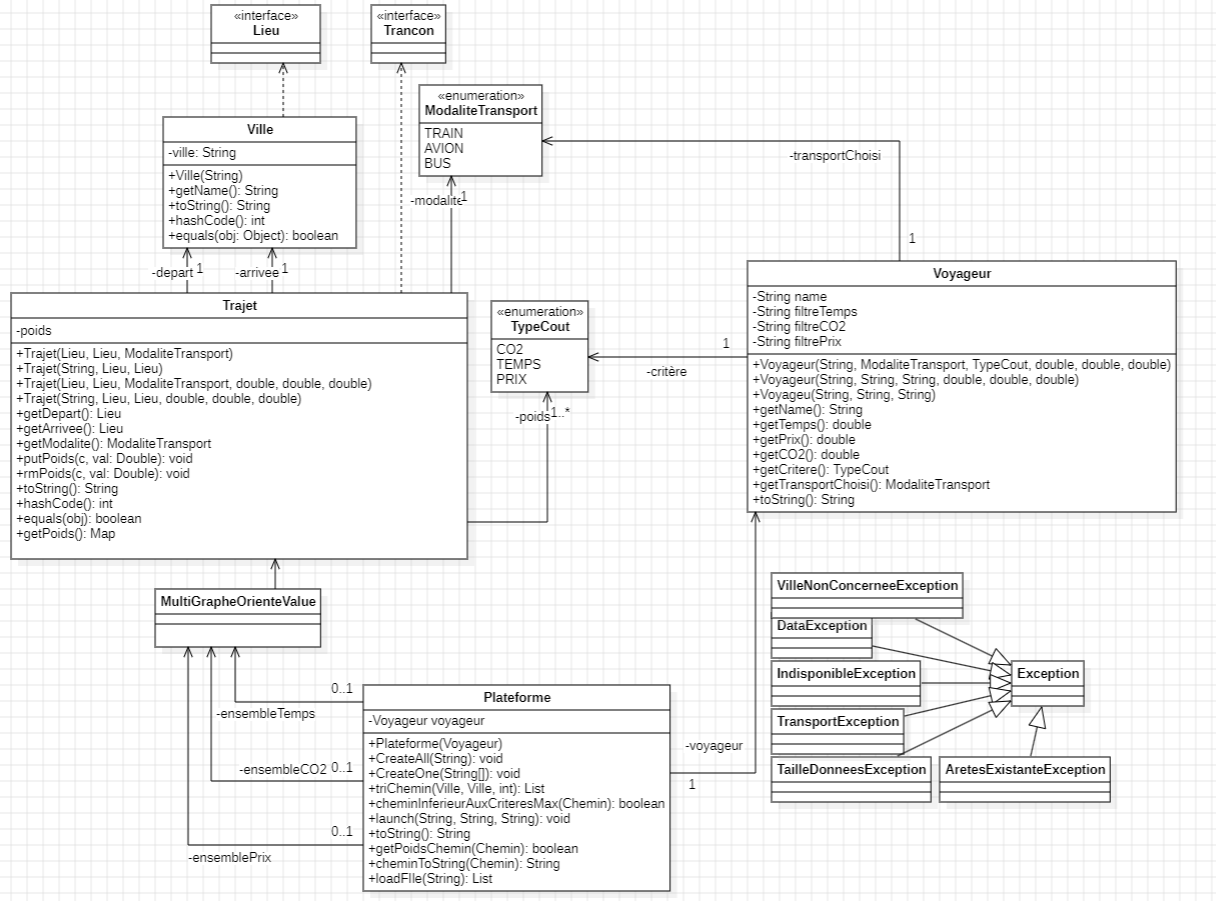 «interface»
Lieu
«interface»
Trancon
«enumeration»
ModaliteTransport
TRAIN
AVION
BUS
Ville
-ville: String
+Ville(String)
+getName(): String
+toString(): String
+hashCode(): int
+equals(obj: Object): boolean
-transportChoisi
1
-modalite
1
-depart
1
-arrivee
1
Trajet
-poids
+Trajet(Lieu, Lieu, ModaliteTransport)
+Trajet(String, Lieu, Lieu)
+Trajet(Lieu, Lieu, ModaliteTransport, double, double, double)
+Trajet(String, Lieu, Lieu, double, double, double)
+getDepart(): Lieu
+getArrivee(): Lieu
+getModalite(): ModaliteTransport
+putPoids(c, val: Double): void
+rmPoids(c, val: Double): void
+toString(): String
+hashCode(): int
+equals(obj): boolean
+getPoids(): Map
«enumeration»
TypeCout
CO2
TEMPS
PRIX
-poids
1..*
1
-critère
Voyageur
-String name
-String filtreTemps
-String filtreCO2
-String filtrePrix
+Voyageur(String, ModaliteTransport, TypeCout, double, double, double)
+Voyageur(String, String, String, double, double, double)
+Voyageu(String, String, String)
+getName(): String
+getTemps(): double
+getPrix(): double
+getCO2(): double
+getCritere(): TypeCout
+getTransportChoisi(): ModaliteTransport
+toString(): String
MultiGrapheOrienteValue
0..1
-ensembleTemps
-ensembleCO2
0..1
0..1
-ensemblePrix
Plateforme
-Voyageur voyageur
+Plateforme(Voyageur)
+CreateAll(String): void
+CreateOne(String[]): void
+triChemin(Ville, Ville, int): List
+cheminInferieurAuxCriteresMax(Chemin): boolean
+launch(String, String, String): void
+toString(): String
+getPoidsChemin(Chemin): boolean
+cheminToString(Chemin): String
+loadFIle(String): List
-voyageur
1
VilleNonConcerneeException
DataException
IndisponibleException
TransportException
TailleDonneesException
AretesExistanteException
Exception